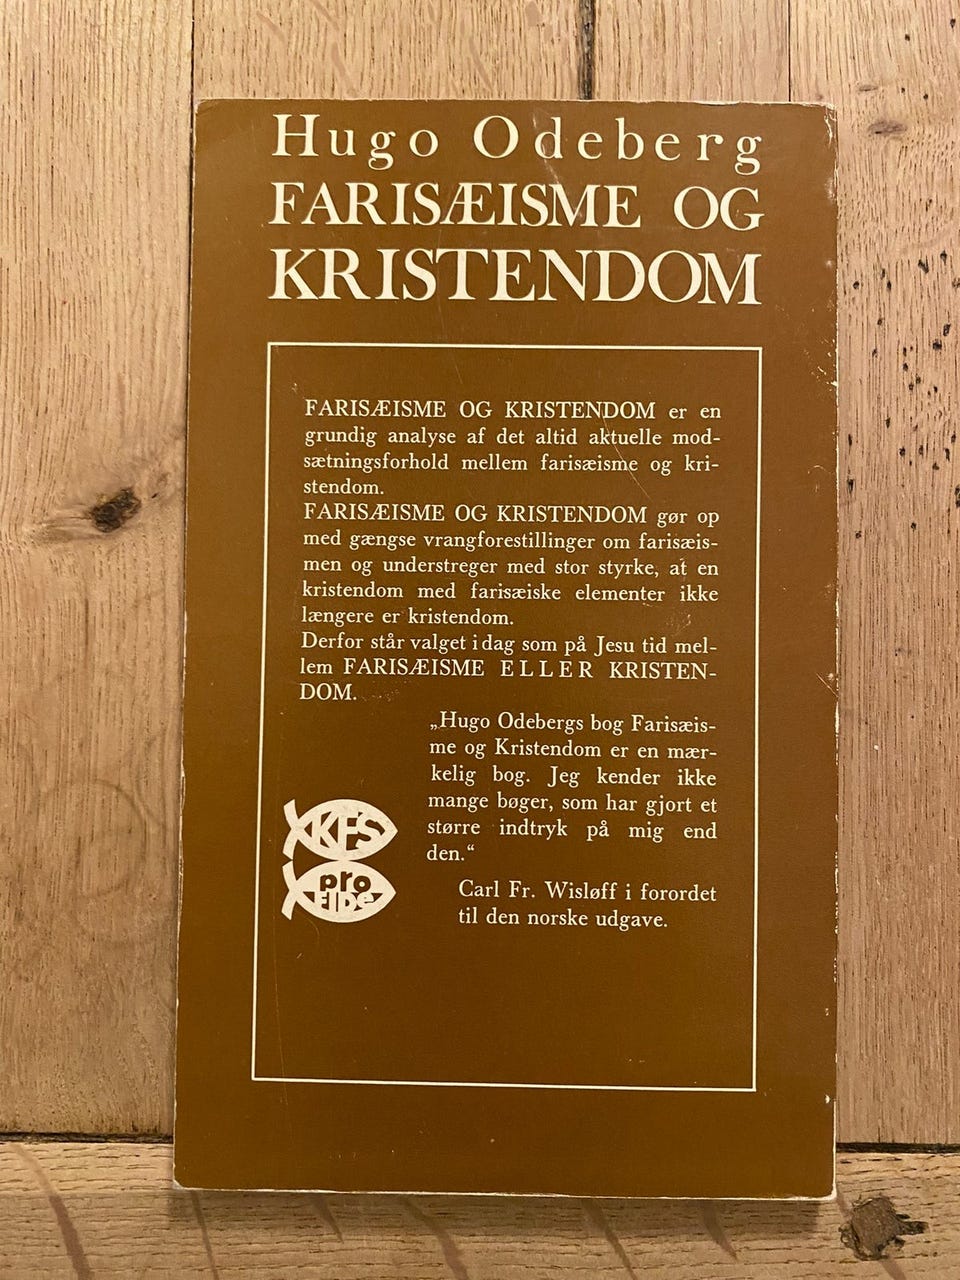 Hugo Odeberg
FARISÆISME OG
KRISTENDOM
FARISÆISME OG KRISTENDOM er en
grundig analyse af det altid aktuelle mod-
sætningsforhold mellem farisæisme og kri-
stendom.
FARISÆISME OG KRISTENDOM gør op
med gængse vrangforestillinger om farisæis-
men og understreger med stor styrke, at en
kristendom med farisæiske elementer ikke
længere er kristendom.
Derfor står valget i dag som på Jesu tid mel-
lem FARISÆISME ELLER KRISTEN-
DOM.
„Hugo Odebergs bog Farisæis-
me og Kristendom er en mær-
kelig bog. Jeg kender ikke
mange bøger, som har gjort et
større indtryk på mig end
den.“
Carl Fr. Wisløff i forordet
til den norske udgave.
KFS
pro
FIDe